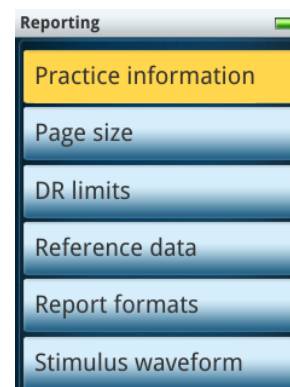 Reporting
Practice information
Page size
DR limits
Reference data
Report formats
Stimulus waveform